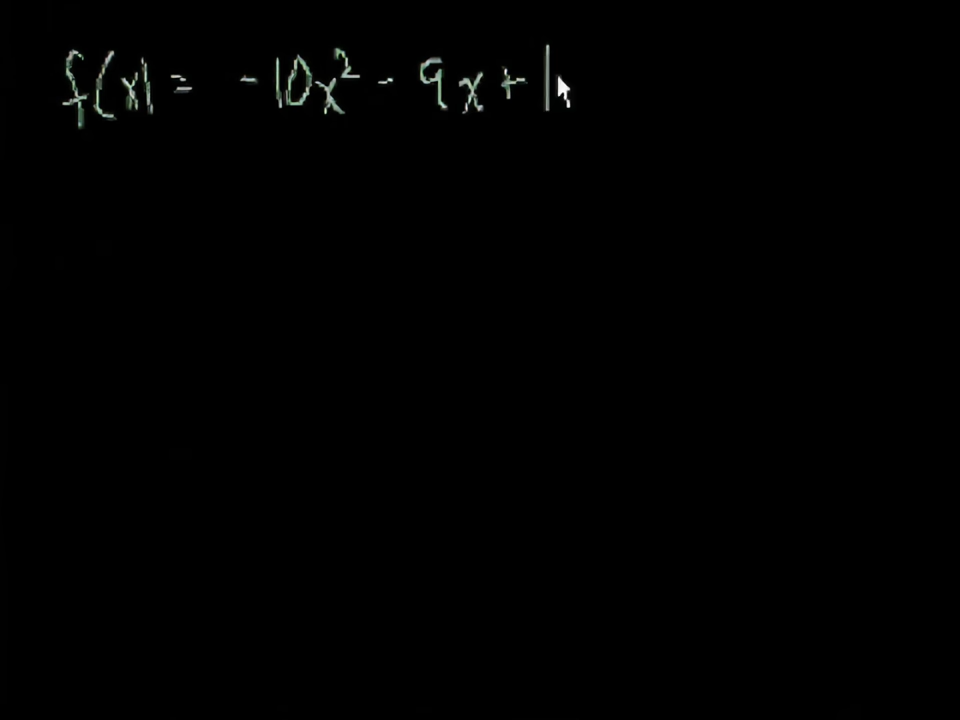 f(x) = -10x² - 9x + 1